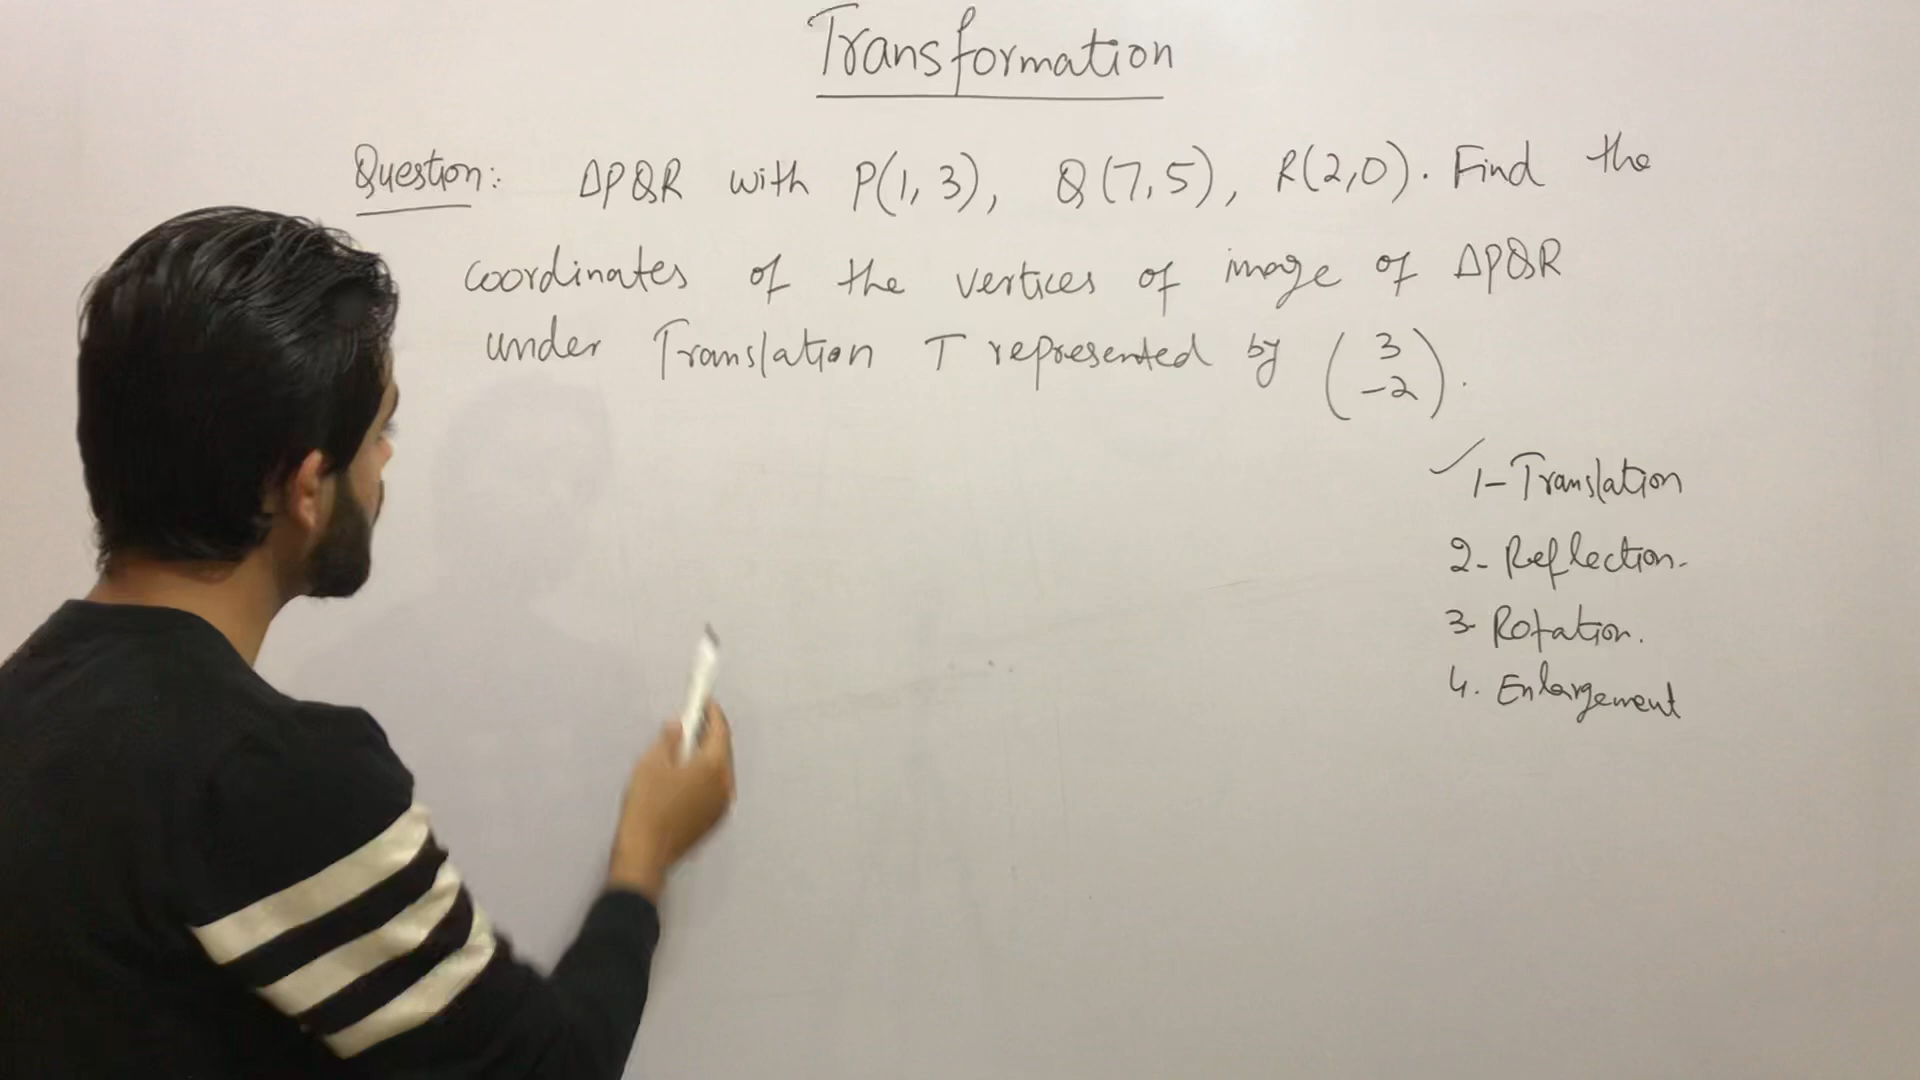 Transformation
Question: ΔPQR with P(1, 3), Q(7,5), R(2,0). Find the
coordinates of the vertices of image of ΔPQR
under Translation T represented by (3
-2).
✓1- Translation
2- Reflection.
3- Rotation.
4. Enlargement